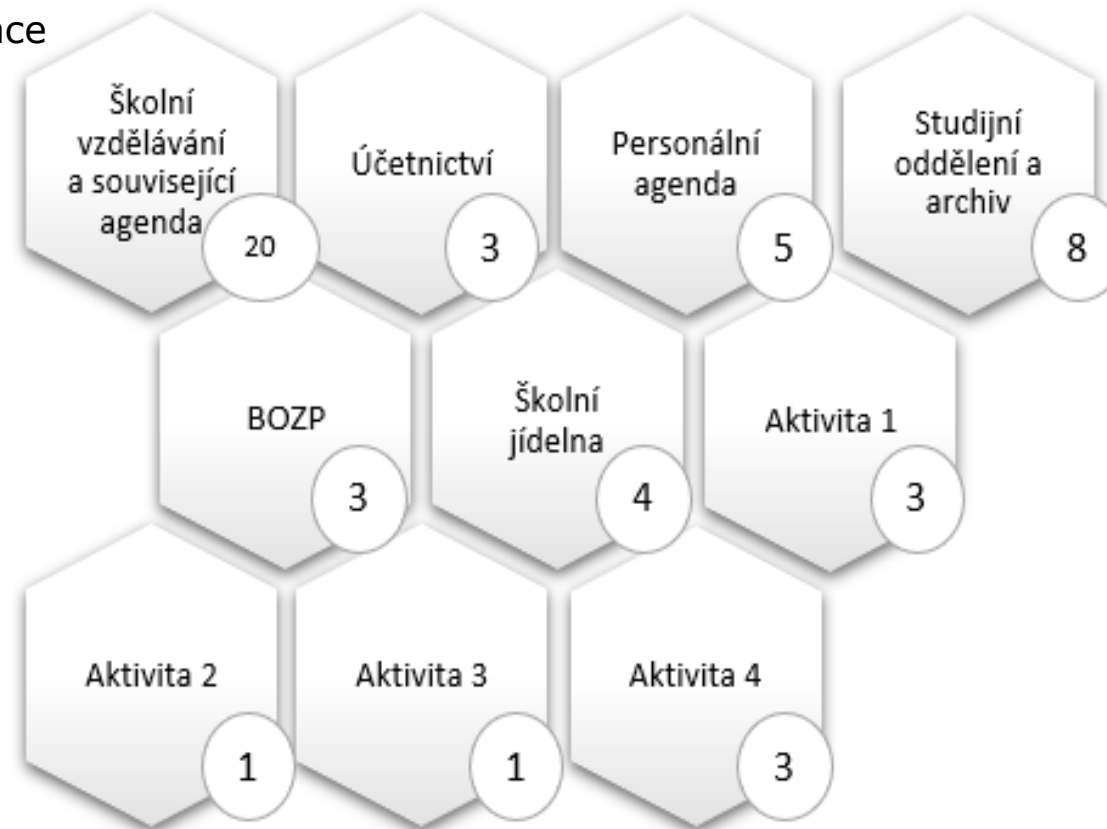 Školní
vzdělávání
a související
agenda
20
Účetnictví
3
Personální
agenda
5
Studijní
oddělení a
archiv
8
BOZP
3
Školní
jídelna
4
Aktivita 1
3
Aktivita 2
1
Aktivita 3
1
Aktivita 4
3